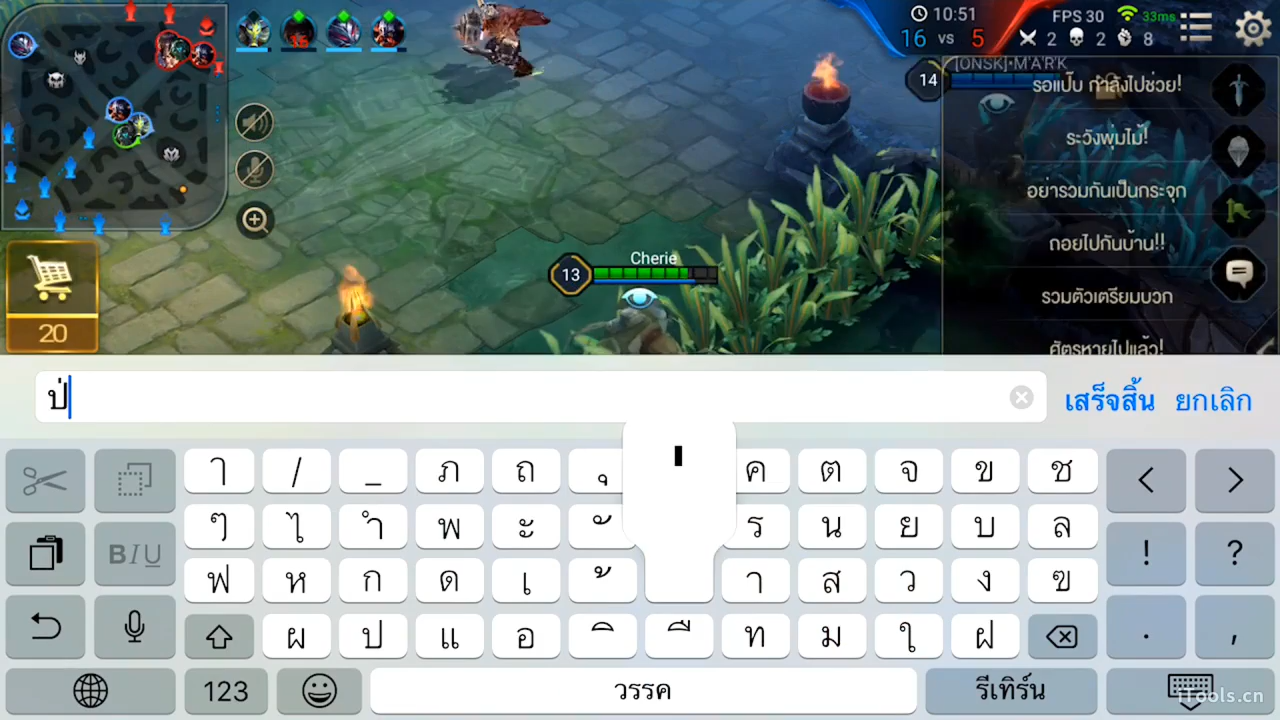 10:51
16 VS 5
FPS 30
33ms
2 2 8
14 [ONSK]•M'A'R'K
รอแป๊บ กำลังไปช่วย!
ระวังพุ่มไม้!
อย่ารวมกันเป็นกระจุก
ถอยไปกันบ้าน!!
รวมตัวเตรียมบวก
ศัตรูหายไปแล้ว!
Cherie
13
20
ป่
เสร็จสิ้น ยกเลิก
ๅ / _ ภ ถ ุ ค ต จ ข ช < >
ๆ ไ ำ พ ะ ั ร น ย บ ล
BIU ! ?
ฟ ห ก ด เ ้ ่ า ส ว ง ฃ
ผ ป แ อ ิ ื ท ม ใ ฝ . ,
123 วรรค รีเทิร์น
iTools.cn